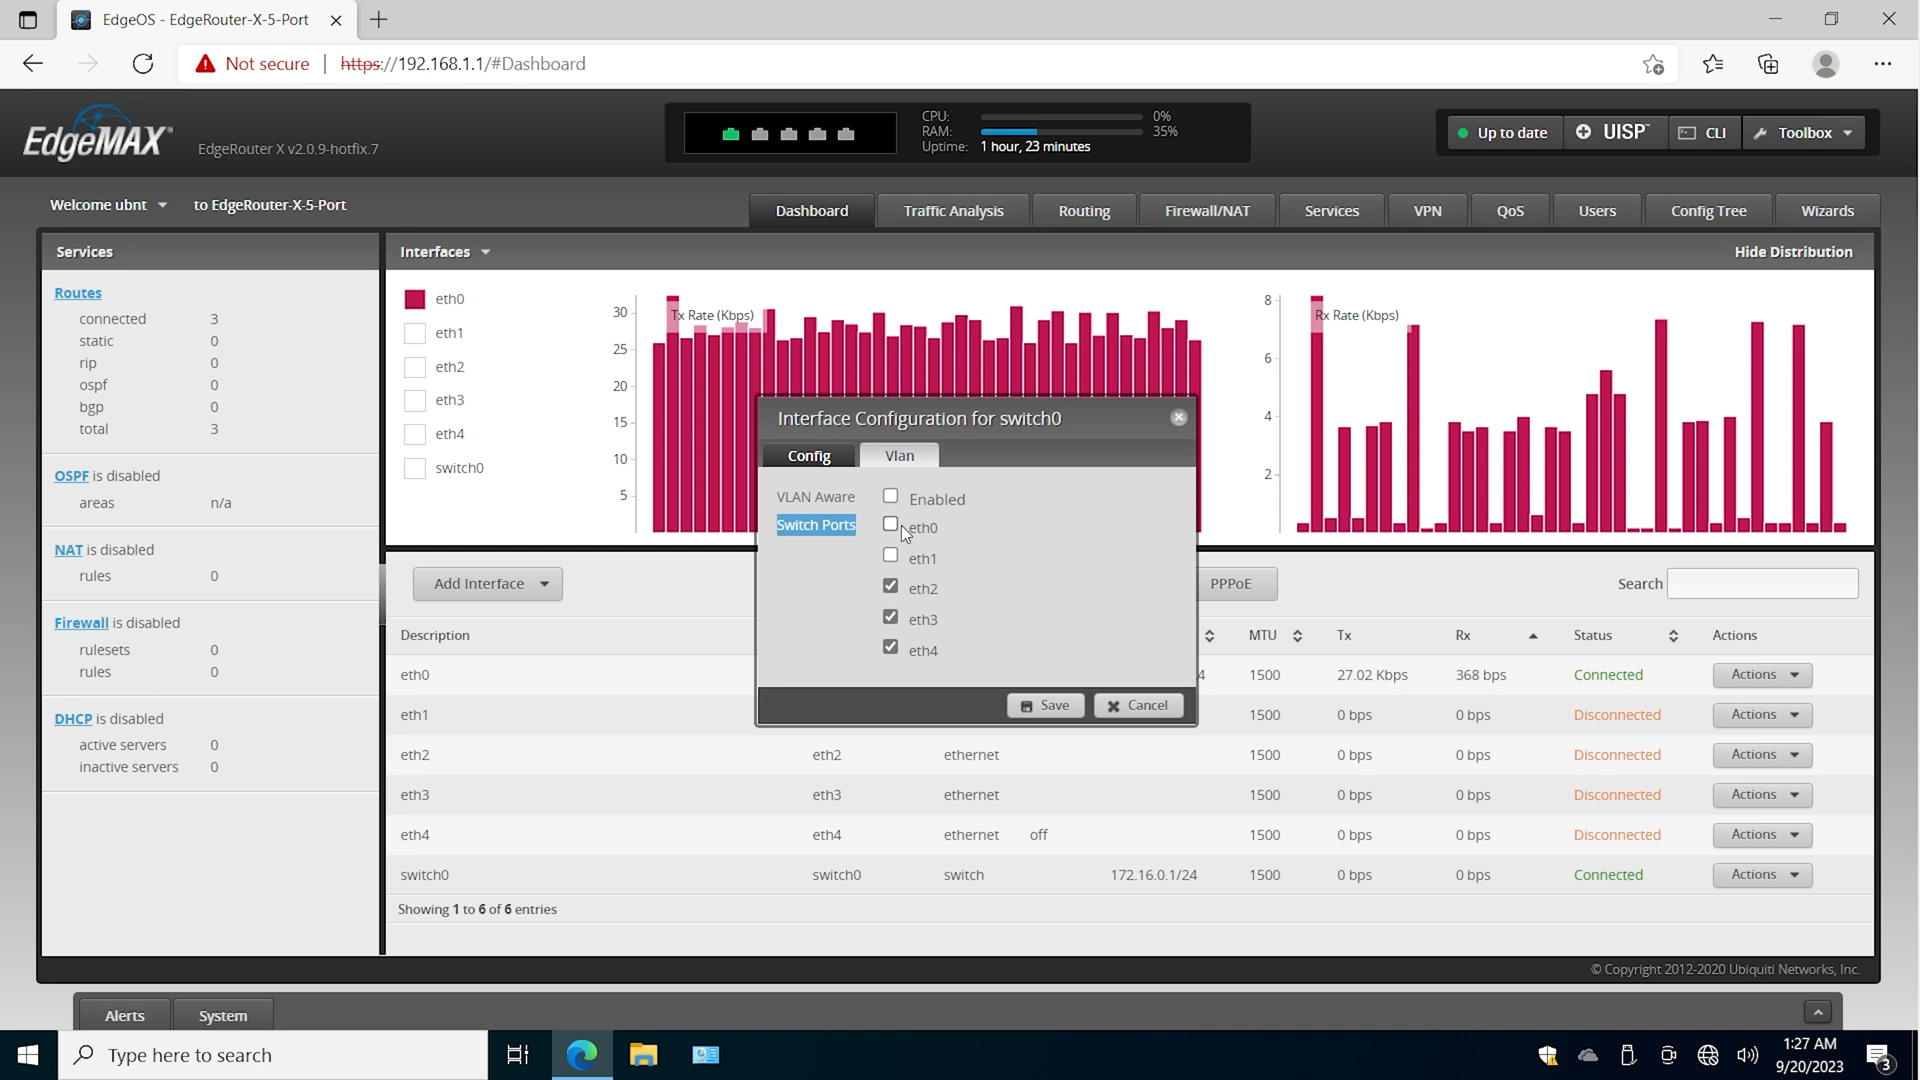 EdgeOS - EdgeRouter-X-5-Port
Not secure https://192.168.1.1/#Dashboard
EdgeMAX
EdgeRouter X v2.0.9-hotfix.7
CPU: 0%
RAM: 35%
Uptime: 1 hour, 23 minutes
Up to date UISP™ CLI Toolbox
Welcome ubnt to EdgeRouter-X-5-Port
Dashboard Traffic Analysis Routing Firewall/NAT Services VPN QoS Users Config Tree Wizards
Services
Routes
connected 3
static 0
rip 0
ospf 0
bgp 0
total 3
OSPF is disabled
areas n/a
NAT is disabled
rules 0
Firewall is disabled
rulesets 0
rules 0
DHCP is disabled
active servers 0
inactive servers 0
Interfaces Hide Distribution
eth0
eth1
eth2
eth3
eth4
switch0
Tx Rate (Kbps)
30
25
20
15
10
5
Rx Rate (Kbps)
8
6
4
2
Interface Configuration for switch0
Config Vlan
VLAN Aware Enabled
Switch Ports eth0
eth1
eth2
eth3
eth4
Save Cancel
Add Interface PPPoE Search
Description MTU Tx Rx Status Actions
eth0 4 1500 27.02 Kbps 368 bps Connected Actions
eth1 1500 0 bps 0 bps Disconnected Actions
eth2 eth2 ethernet 1500 0 bps 0 bps Disconnected Actions
eth3 eth3 ethernet 1500 0 bps 0 bps Disconnected Actions
eth4 eth4 ethernet off 1500 0 bps 0 bps Disconnected Actions
switch0 switch0 switch 172.16.0.1/24 1500 0 bps 0 bps Connected Actions
Showing 1 to 6 of 6 entries
© Copyright 2012-2020 Ubiquiti Networks, Inc.
Alerts System
Type here to search
1:27 AM
9/20/2023
3